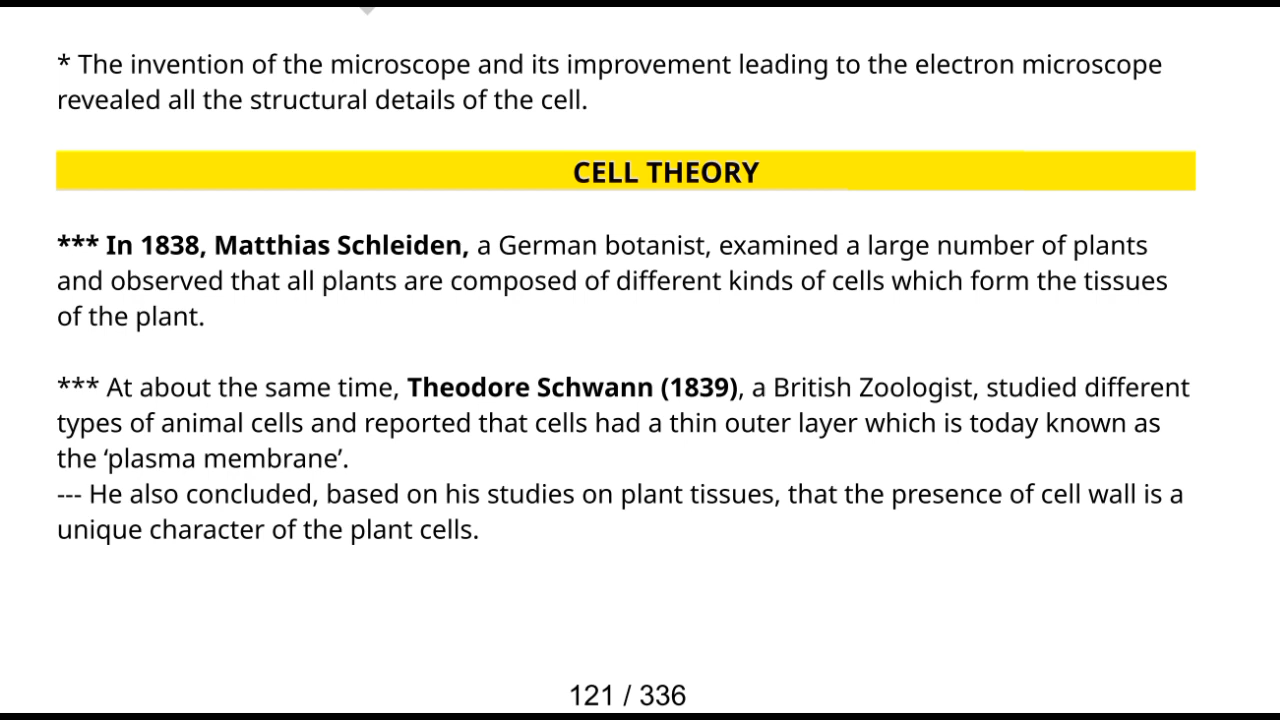 * The invention of the microscope and its improvement leading to the electron microscope
revealed all the structural details of the cell.
CELL THEORY
*** In 1838, Matthias Schleiden, a German botanist, examined a large number of plants
and observed that all plants are composed of different kinds of cells which form the tissues
of the plant.
*** At about the same time, Theodore Schwann (1839), a British Zoologist, studied different
types of animal cells and reported that cells had a thin outer layer which is today known as
the ‘plasma membrane’.
--- He also concluded, based on his studies on plant tissues, that the presence of cell wall is a
unique character of the plant cells.
121 / 336